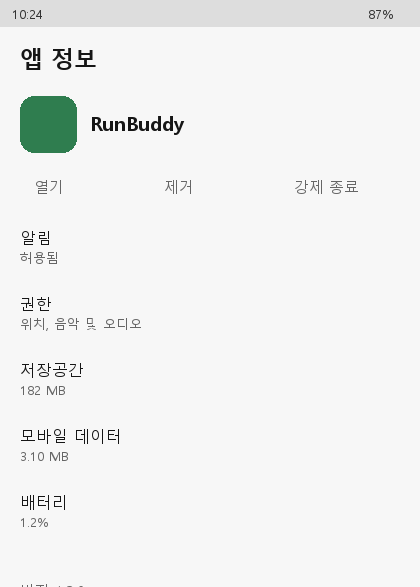 10:24 87%
앱 정보
RunBuddy
열기 제거 강제 종료
알림
허용됨
권한
위치, 음악 및 오디오
저장공간
182 MB
모바일 데이터
3.10 MB
배터리
1.2%